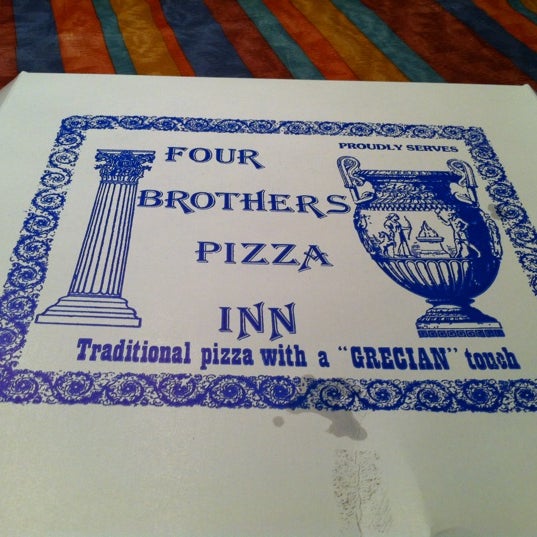 PROUDLY SERVES
FOUR
BROTHERS
PIZZA
INN
Traditional pizza with a "GRECIAN" touch